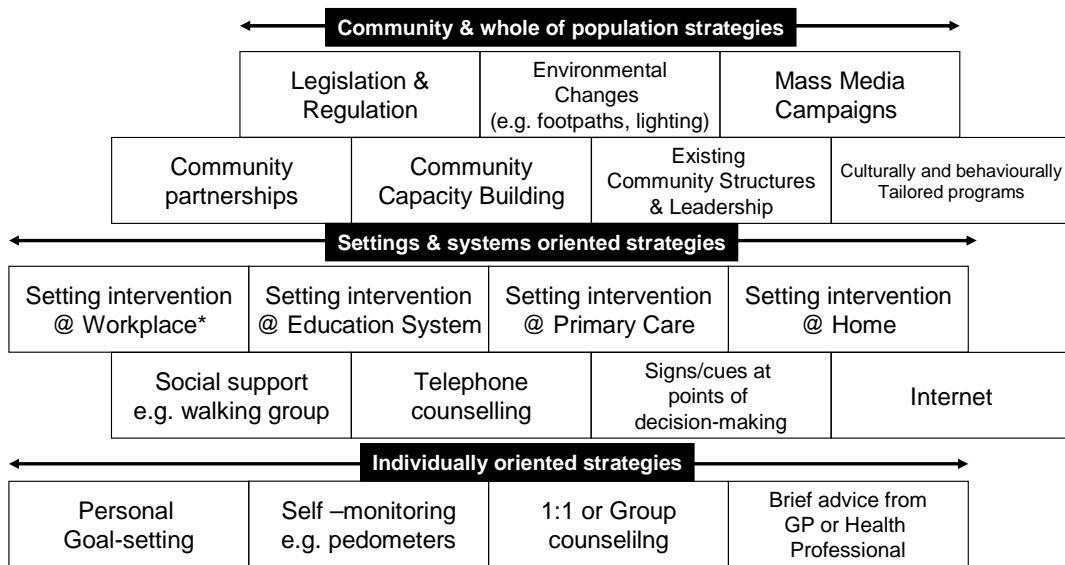 Community & whole of population strategies
Legislation &
Regulation
Environmental
Changes
(e.g. footpaths, lighting)
Mass Media
Campaigns
Community
partnerships
Community
Capacity Building
Existing
Community Structures
& Leadership
Culturally and behaviourally
Tailored programs
Settings & systems oriented strategies
Setting intervention
@ Workplace*
Setting intervention
@ Education System
Setting intervention
@ Primary Care
Setting intervention
@ Home
Social support
e.g. walking group
Telephone
counselling
Signs/cues at
points of
decision-making
Internet
Individually oriented strategies
Personal
Goal-setting
Self –monitoring
e.g. pedometers
1:1 or Group
counselilng
Brief advice from
GP or Health
Professional